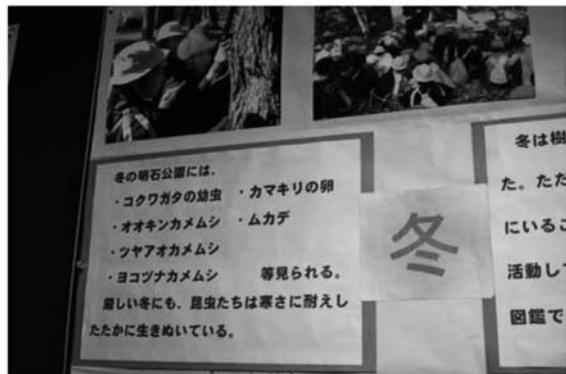 冬の明石公園には、
・コクワガタの幼虫　・カマキリの卵
・オオキンカメムシ　・ムカデ
・ツヤアオカメムシ
・ヨコヅナカメムシ　等見られる。
厳しい冬にも、昆虫たちは寒さに耐えし
たたかに生きぬいている。
冬
冬は樹
た。ただ
にいるこ
活動して
図鑑で